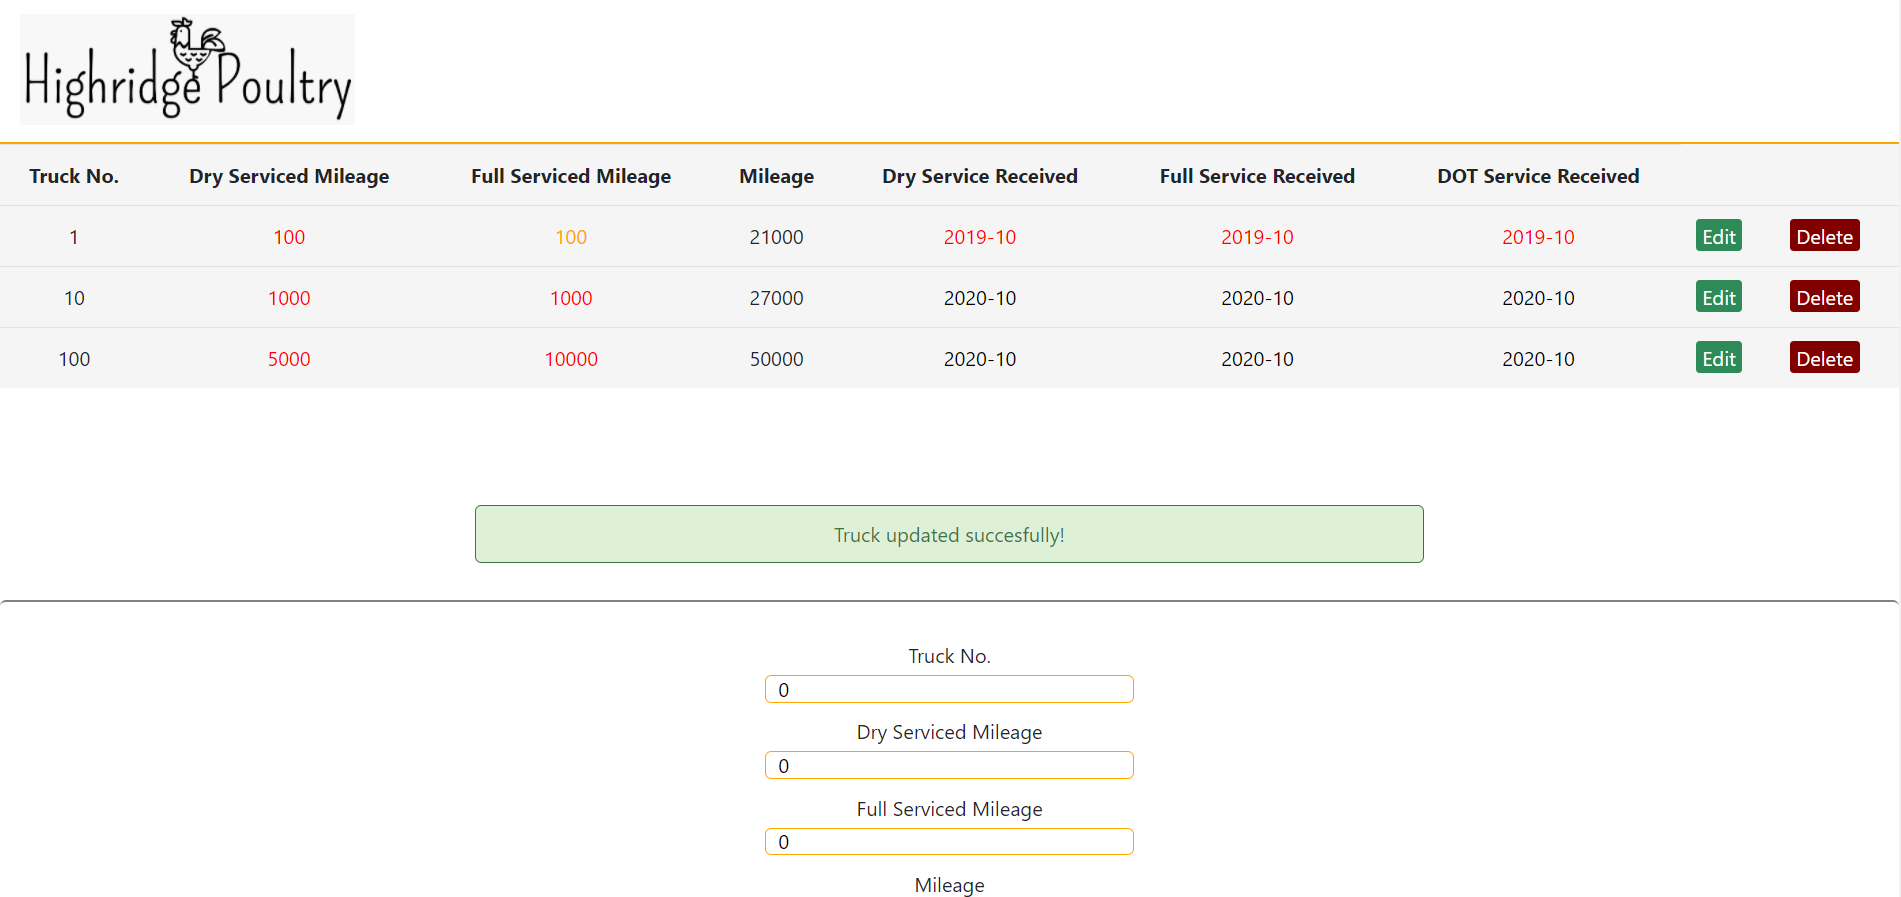 Highridge Poultry
Truck No. Dry Serviced Mileage Full Serviced Mileage Mileage Dry Service Received Full Service Received DOT Service Received
1 100 100 21000 2019-10 2019-10 2019-10 Edit Delete
10 1000 1000 27000 2020-10 2020-10 2020-10 Edit Delete
100 5000 10000 50000 2020-10 2020-10 2020-10 Edit Delete
Truck updated succesfully!
Truck No.
0
Dry Serviced Mileage
0
Full Serviced Mileage
0
Mileage